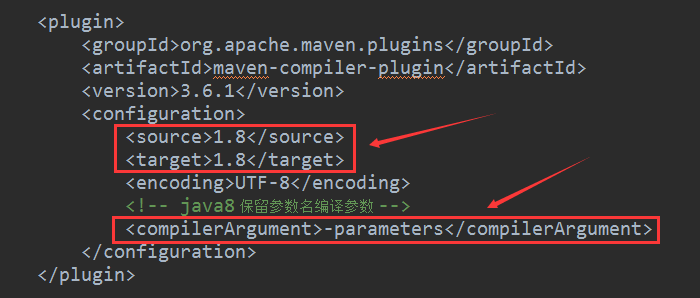 <plugin>
<groupId>org.apache.maven.plugins</groupId>
<artifactId>maven-compiler-plugin</artifactId>
<version>3.6.1</version>
<configuration>
<source>1.8</source>
<target>1.8</target>
<encoding>UTF-8</encoding>
<!-- java8 保留参数名编译参数 -->
<compilerArgument>-parameters</compilerArgument>
</configuration>
</plugin>